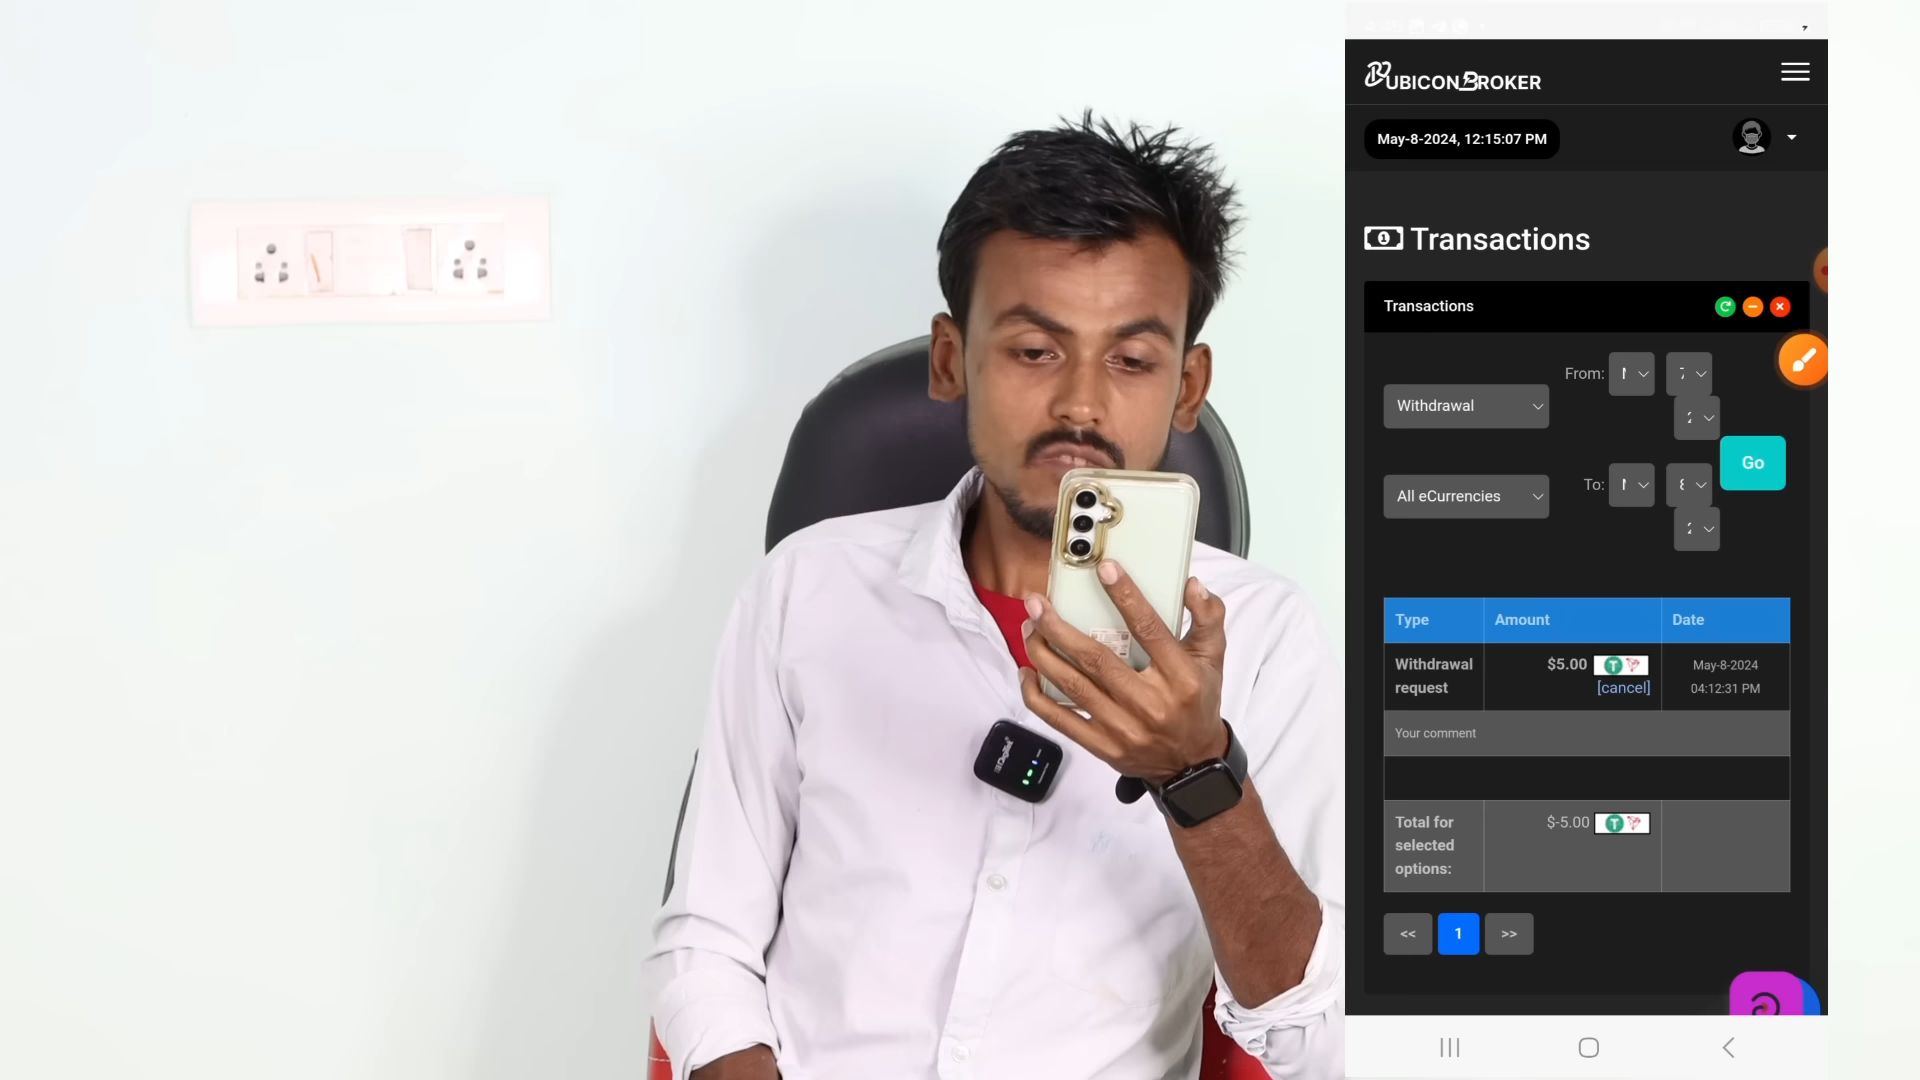 RUBICON BROKER
May-8-2024, 12:15:07 PM
Transactions
Transactions
Withdrawal
From:
All eCurrencies
To:
Go
Type Amount Date
Withdrawal request $5.00 [cancel] May-8-2024 04:12:31 PM
Your comment
Total for selected options: $-5.00
<< 1 >>